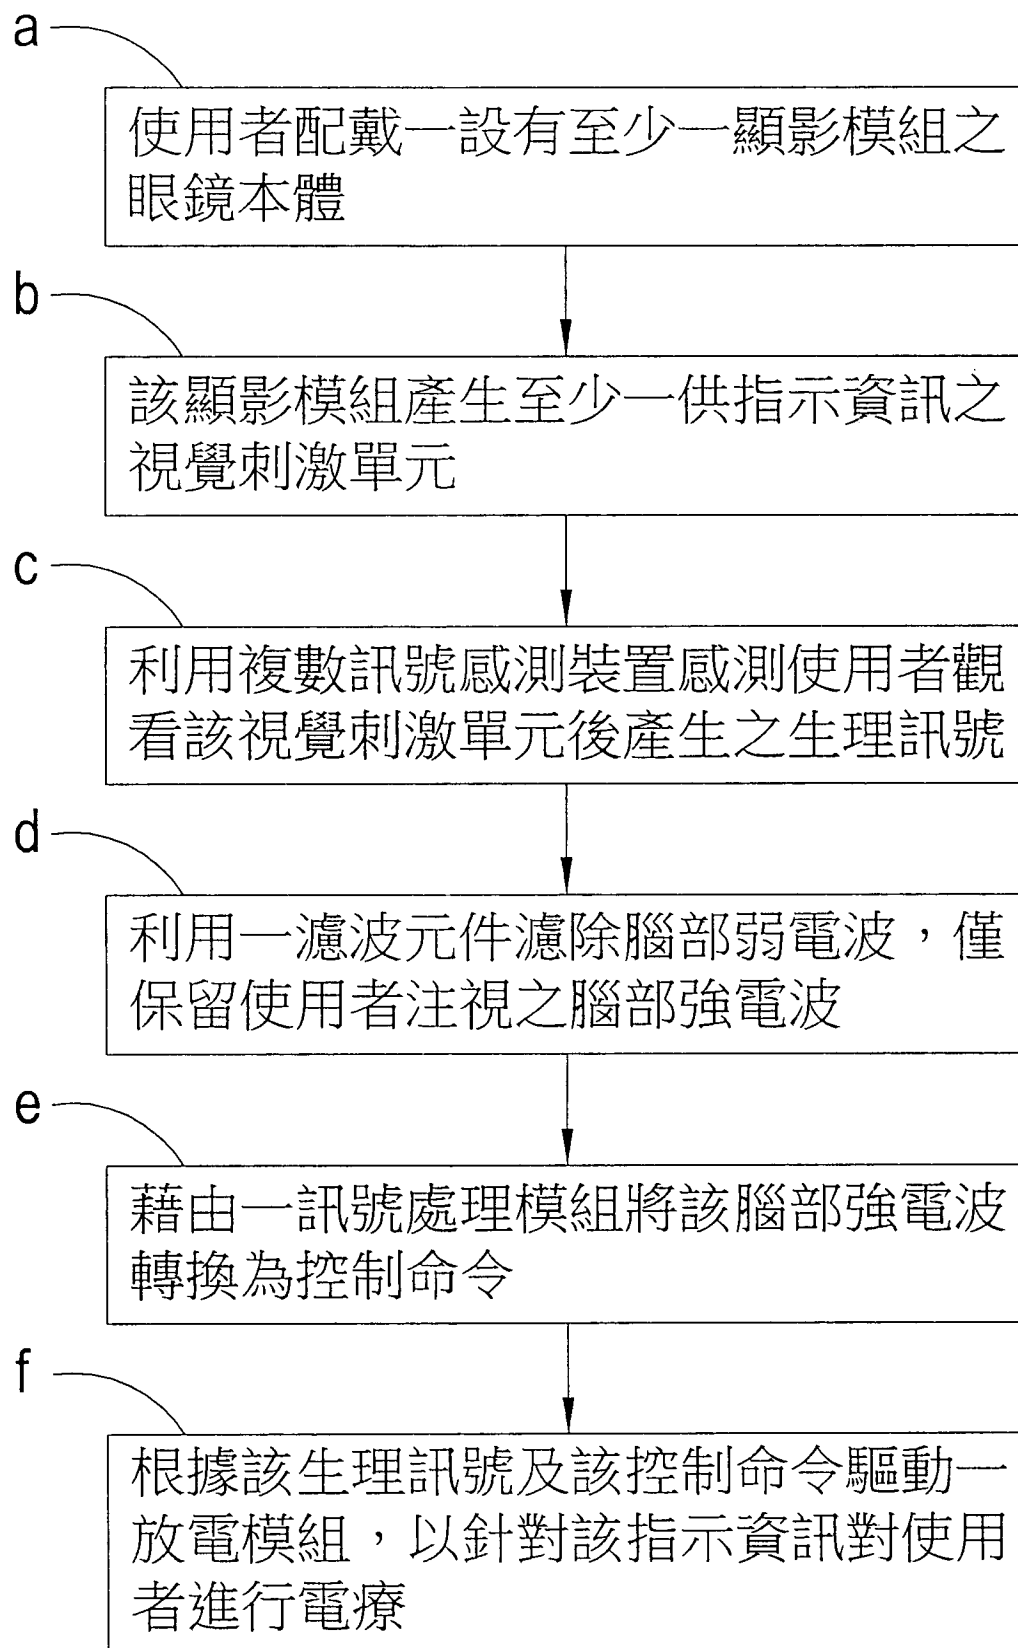 a
使用者配戴一設有至少一顯影模組之
眼鏡本體
b
該顯影模組產生至少一供指示資訊之
視覺刺激單元
c
利用複數訊號感測裝置感測使用者觀
看該視覺刺激單元後產生之生理訊號
d
利用一濾波元件濾除腦部弱電波，僅
保留使用者注視之腦部強電波
e
藉由一訊號處理模組將該腦部強電波
轉換為控制命令
f
根據該生理訊號及該控制命令驅動一
放電模組，以針對該指示資訊對使用
者進行電療